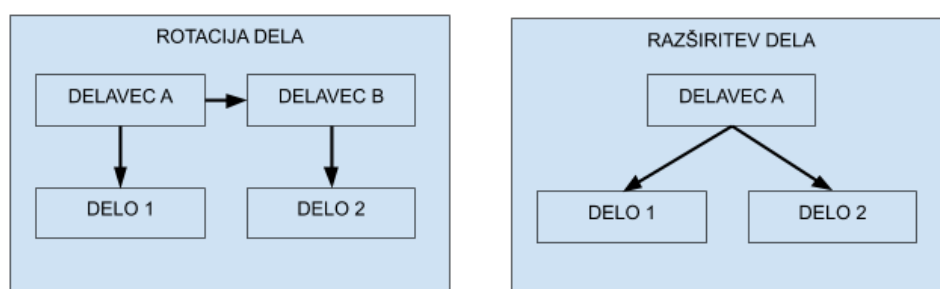 ROTACIJA DELA
DELAVEC A
DELAVEC B
DELO 1
DELO 2
RAZŠIRITEV DELA
DELAVEC A
DELO 1
DELO 2